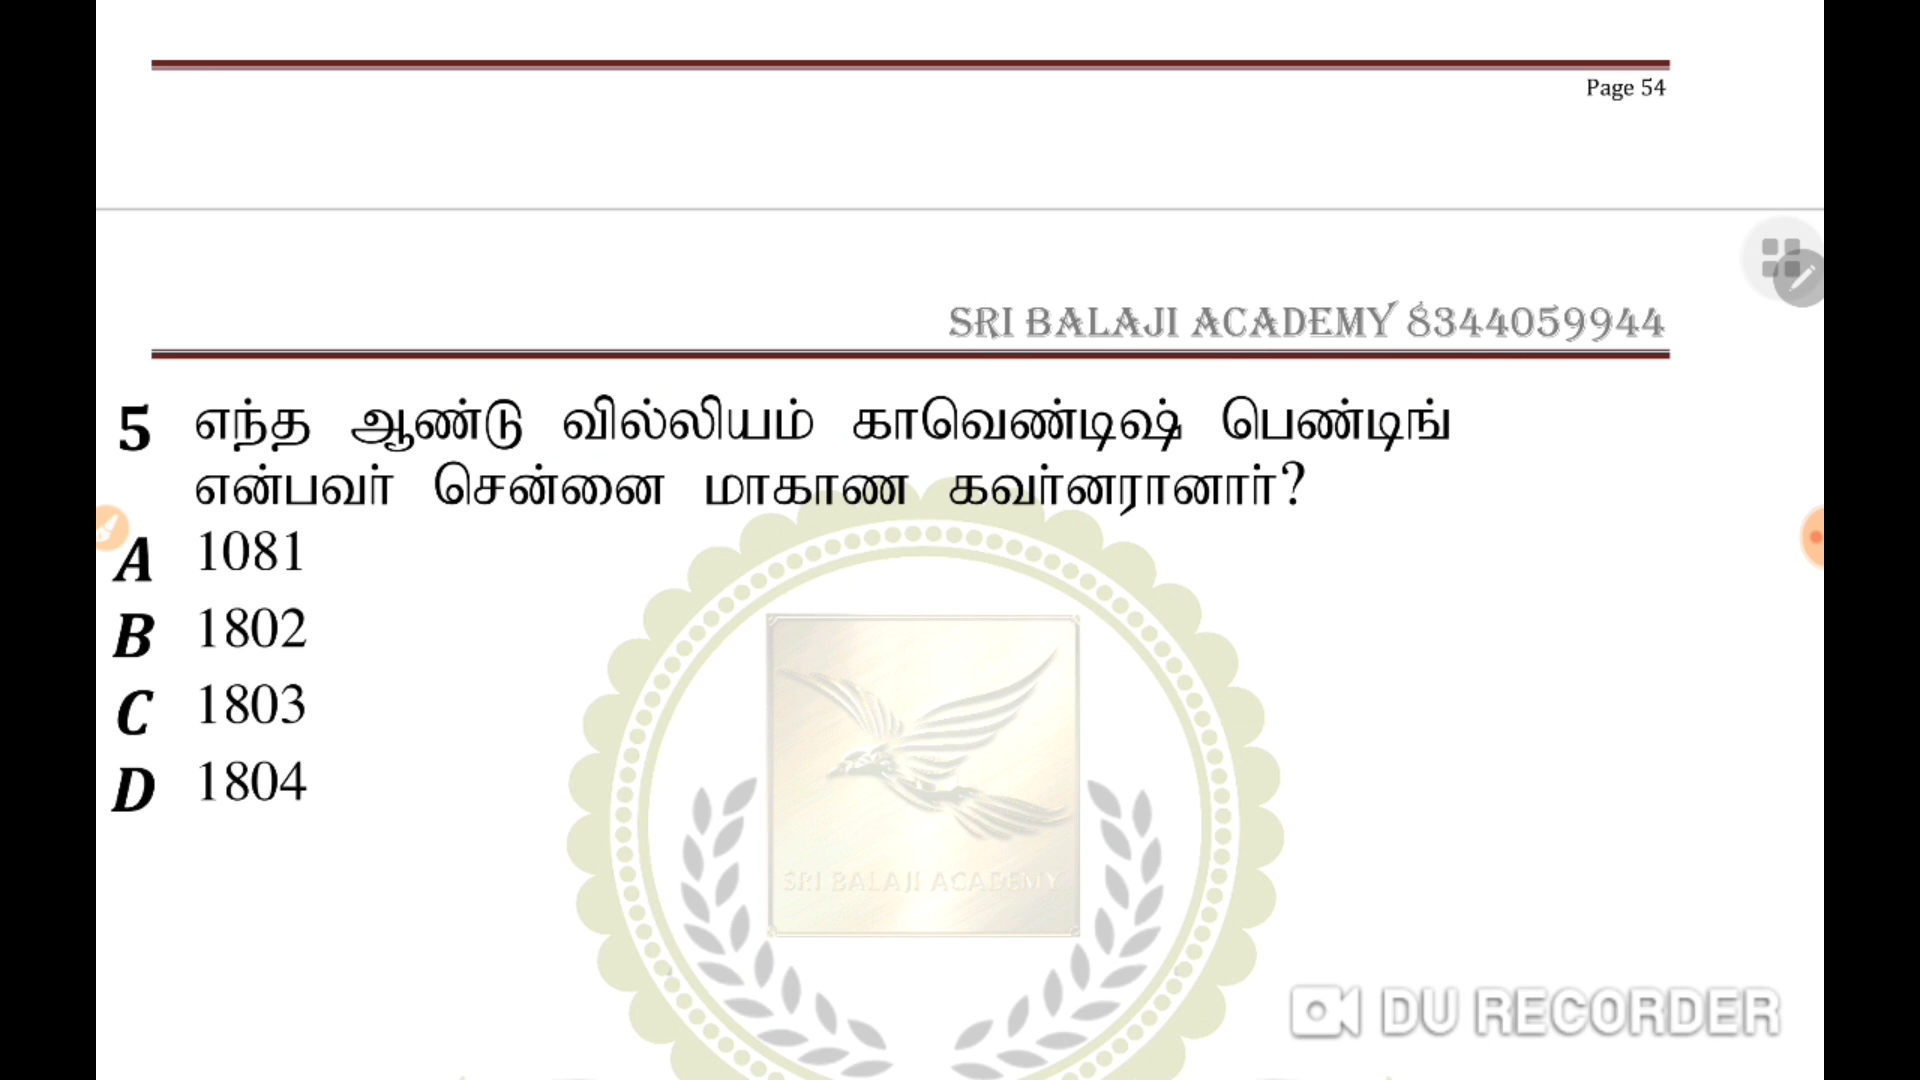 Page 54
SRI BALAJI ACADEMY 8344059944
5 எந்த ஆண்டு வில்லியம் காவெண்டிஷ் பெண்டிங்
என்பவர் சென்னை மாகாண கவர்னரானார்?
A 1081
B 1802
C 1803
D 1804
SRI BALAJI ACADEMY
DU RECORDER